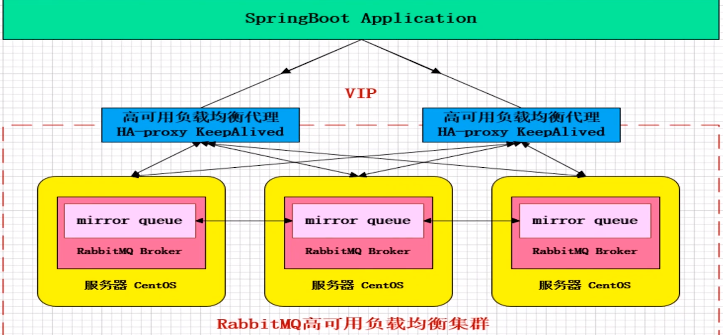 SpringBoot Application
VIP
高可用负载均衡代理
HA-proxy KeepAlived
高可用负载均衡代理
HA-proxy KeepAlived
mirror queue
RabbitMQ Broker
服务器 CentOS
mirror queue
RabbitMQ Broker
服务器 CentOS
mirror queue
RabbitMQ Broker
服务器 CentOS
RabbitMQ高可用负载均衡集群